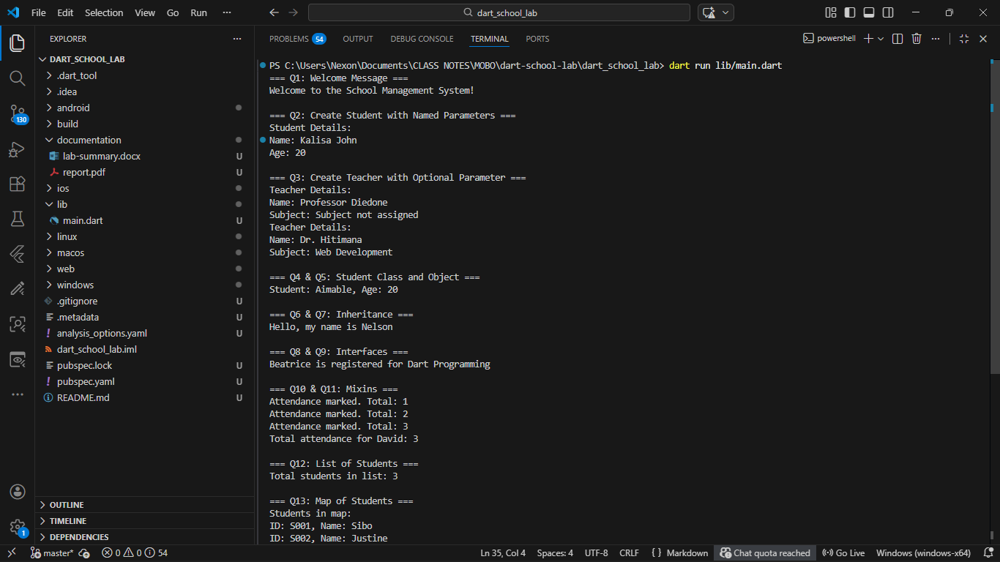 File Edit Selection View Go Run ··· dart_school_lab
EXPLORER ···
DART_SCHOOL_LAB
.dart_tool
.idea
android
build
documentation
lab-summary.docx U
report.pdf U
ios
lib
main.dart U
linux
macos
web
windows
.gitignore U
.metadata U
analysis_options.yaml U
dart_school_lab.iml
pubspec.lock U
pubspec.yaml U
README.md U
130
1
OUTLINE
TIMELINE
DEPENDENCIES
PROBLEMS 54 OUTPUT DEBUG CONSOLE TERMINAL PORTS powershell
PS C:\Users\Nexon\Documents\CLASS NOTES\MOBO\dart-school-lab\dart_school_lab> dart run lib/main.dart
=== Q1: Welcome Message ===
Welcome to the School Management System!
=== Q2: Create Student with Named Parameters ===
Student Details:
Name: Kalisa John
Age: 20
=== Q3: Create Teacher with Optional Parameter ===
Teacher Details:
Name: Professor Diedone
Subject: Subject not assigned
Teacher Details:
Name: Dr. Hitimana
Subject: Web Development
=== Q4 & Q5: Student Class and Object ===
Student: Aimable, Age: 20
=== Q6 & Q7: Inheritance ===
Hello, my name is Nelson
=== Q8 & Q9: Interfaces ===
Beatrice is registered for Dart Programming
=== Q10 & Q11: Mixins ===
Attendance marked. Total: 1
Attendance marked. Total: 2
Attendance marked. Total: 3
Total attendance for David: 3
=== Q12: List of Students ===
Total students in list: 3
=== Q13: Map of Students ===
Students in map:
ID: S001, Name: Sibo
ID: S002, Name: Justine
master* 0 0 54 Ln 35, Col 4 Spaces: 4 UTF-8 CRLF { } Markdown Chat quota reached Go Live Windows (windows-x64)